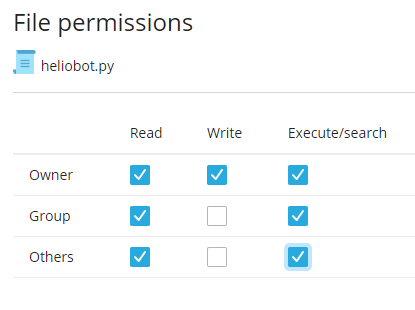 File permissions
heliobot.py
Read Write Execute/search
Owner
Group
Others